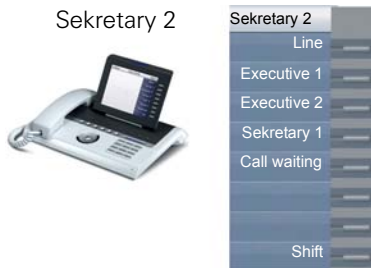 Sekretary 2
Sekretary 2
Line
Executive 1
Executive 2
Sekretary 1
Call waiting
Shift